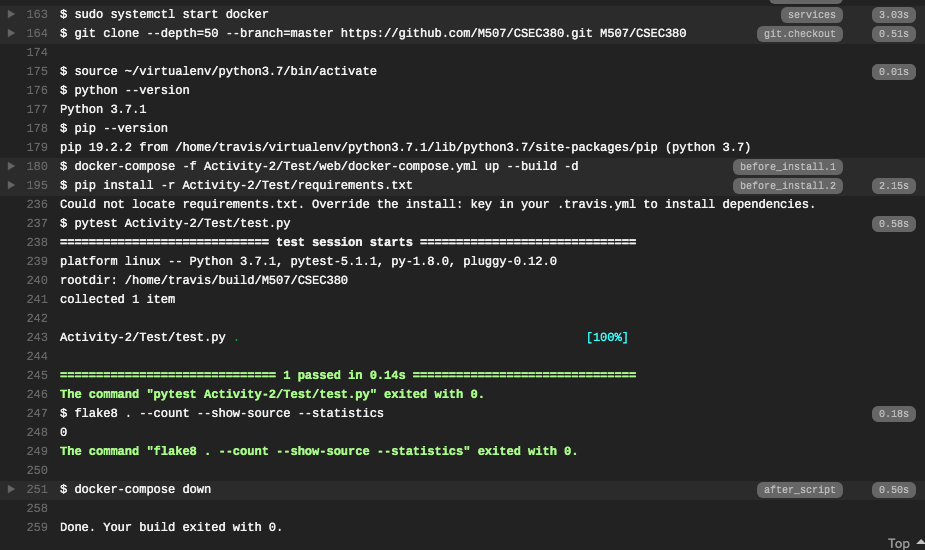 163 $ sudo systemctl start docker services 3.03s
164 $ git clone --depth=50 --branch=master https://github.com/M507/CSEC380.git M507/CSEC380 git.checkout 0.51s
174
175 $ source ~/virtualenv/python3.7/bin/activate 0.01s
176 $ python --version
177 Python 3.7.1
178 $ pip --version
179 pip 19.2.2 from /home/travis/virtualenv/python3.7.1/lib/python3.7/site-packages/pip (python 3.7)
180 $ docker-compose -f Activity-2/Test/web/docker-compose.yml up --build -d before_install.1
195 $ pip install -r Activity-2/Test/requirements.txt before_install.2 2.15s
236 Could not locate requirements.txt. Override the install: key in your .travis.yml to install dependencies.
237 $ pytest Activity-2/Test/test.py 0.58s
238 ============================= test session starts ==============================
239 platform linux -- Python 3.7.1, pytest-5.1.1, py-1.8.0, pluggy-0.12.0
240 rootdir: /home/travis/build/M507/CSEC380
241 collected 1 item
242
243 Activity-2/Test/test.py . [100%]
244
245 ============================== 1 passed in 0.14s ===============================
246 The command "pytest Activity-2/Test/test.py" exited with 0.
247 $ flake8 . --count --show-source --statistics 0.18s
248 0
249 The command "flake8 . --count --show-source --statistics" exited with 0.
250
251 $ docker-compose down after_script 0.50s
258
259 Done. Your build exited with 0.
Top